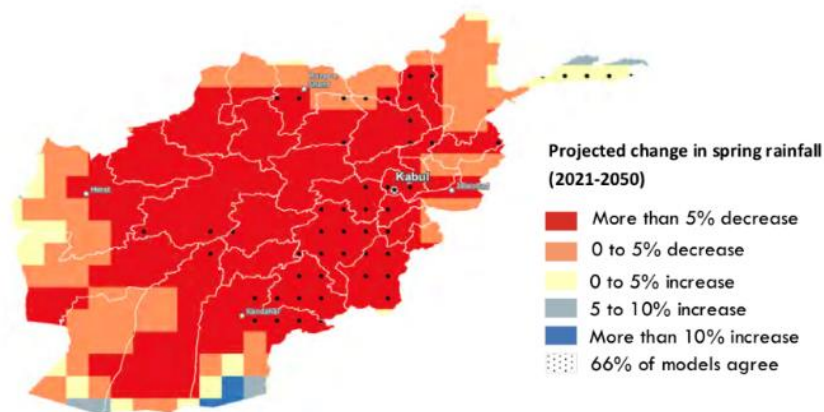 Kabul
Herat
Kandahar
Projected change in spring rainfall
(2021-2050)
More than 5% decrease
0 to 5% decrease
0 to 5% increase
5 to 10% increase
More than 10% increase
66% of models agree